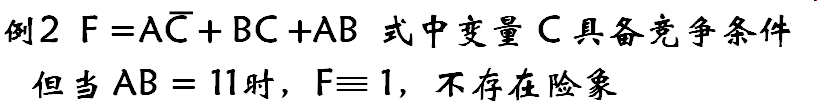 例2 F =AC̅ + BC +AB 式中变量 C 具备竞争条件
但当 AB = 11时，F≡ 1，不存在险象